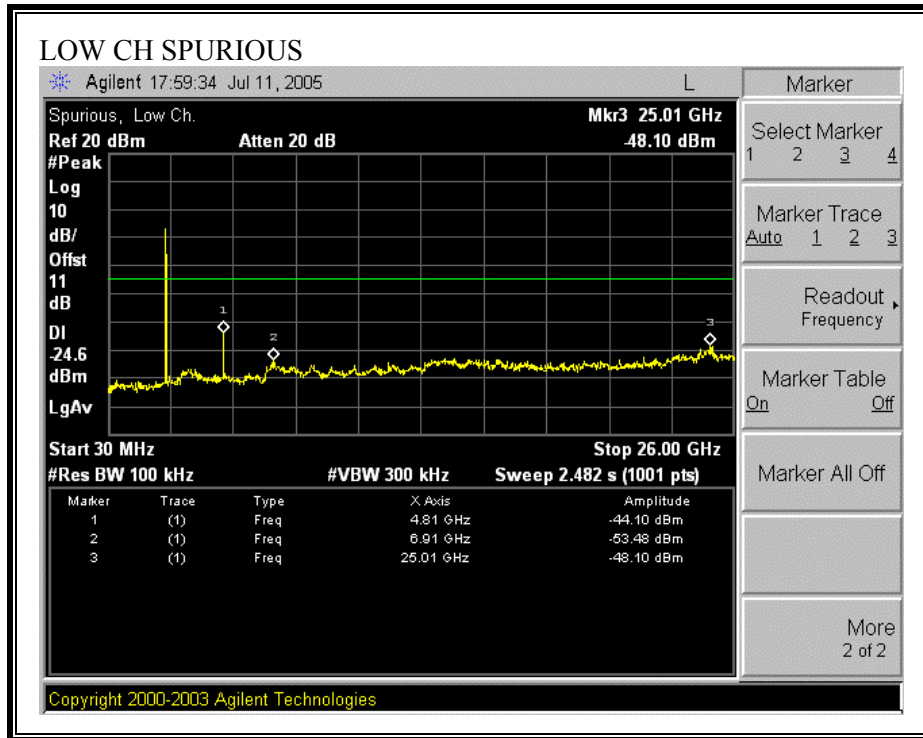 LOW CH SPURIOUS
Agilent 17:59:34 Jul 11, 2005 L
Marker
Spurious, Low Ch. Mkr3 25.01 GHz
Ref 20 dBm Atten 20 dB -48.10 dBm
#Peak
Log
10
dB/
Offst
11
dB
DI
-24.6
dBm
LgAv
1
2
3
Start 30 MHz Stop 26.00 GHz
#Res BW 100 kHz #VBW 300 kHz Sweep 2.482 s (1001 pts)
Marker Trace Type X Axis Amplitude
1 (1) Freq 4.81 GHz -44.10 dBm
2 (1) Freq 6.91 GHz -53.48 dBm
3 (1) Freq 25.01 GHz -48.10 dBm
Select Marker
1 2 3 4
Marker Trace
Auto 1 2 3
Readout
Frequency
Marker Table
On Off
Marker All Off
More
2 of 2
Copyright 2000-2003 Agilent Technologies